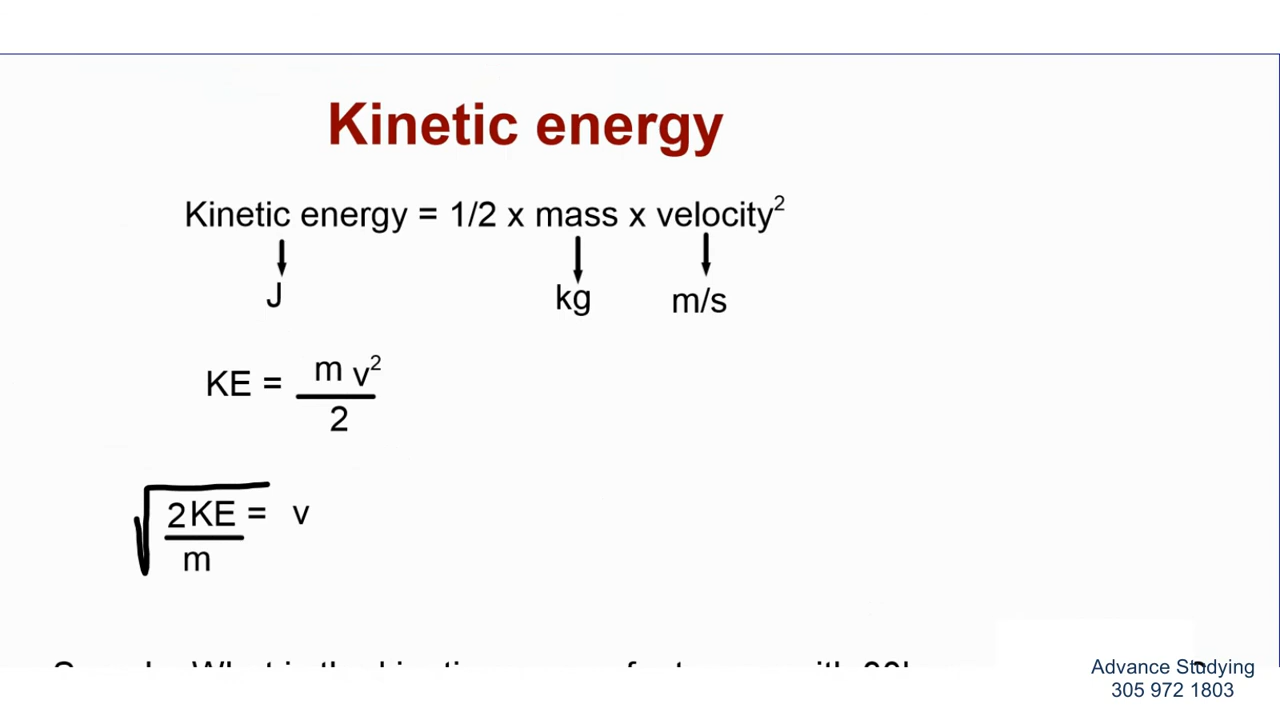 Kinetic energy
Kinetic energy = 1/2 x mass x velocity²
J kg m/s
KE = m v²
2
√2KE = v
m
Advance Studying
305 972 1803